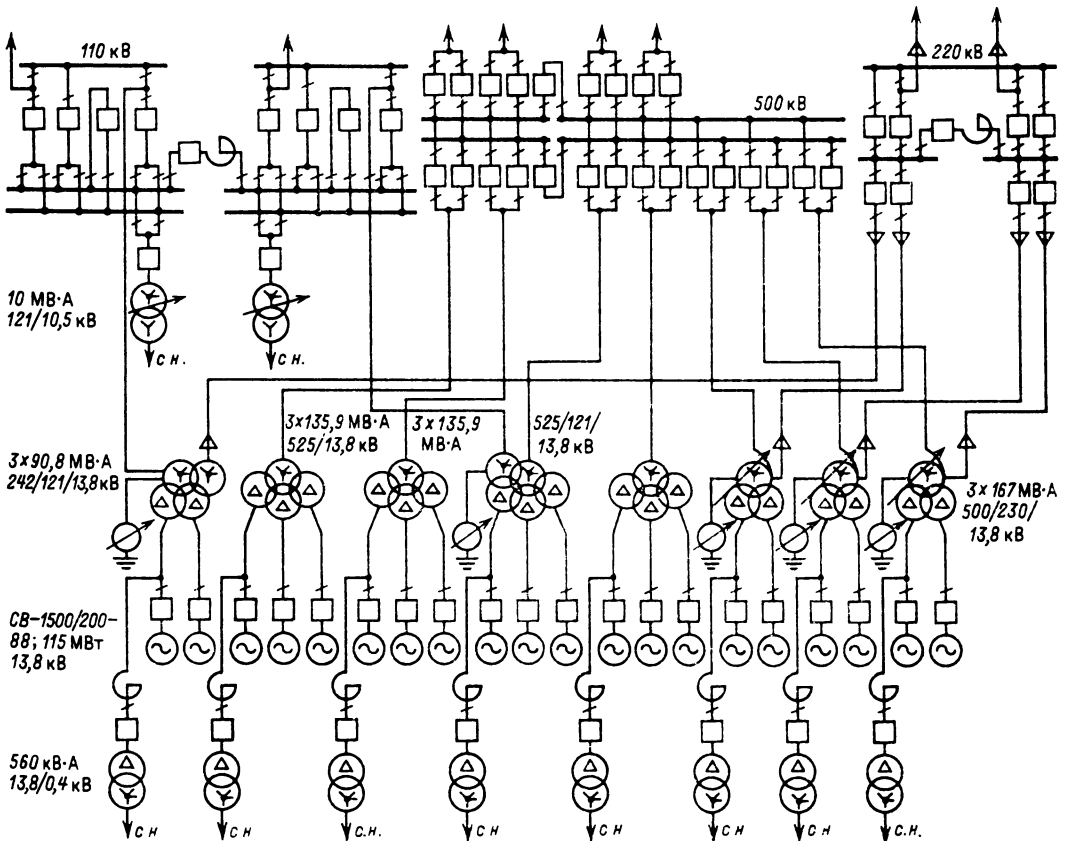 110 кВ
220 кВ
500 кВ
10 МВ·А
121/10,5 кВ
с н.
с н.
3×135,9 МВ·А
525/13,8 кВ
3×135,9
МВ·А
525/121/
13,8 кВ
3×90,8 МВ·А
242/121/13,8кВ
3×167 МВ·А
500/230/
13,8 кВ
СВ-1500/200-
88; 115 МВт
13,8 кВ
560 кВ·А
13,8/0,4 кВ
с н
с н
с.н.
с н
с н
с н
с н
с.н.